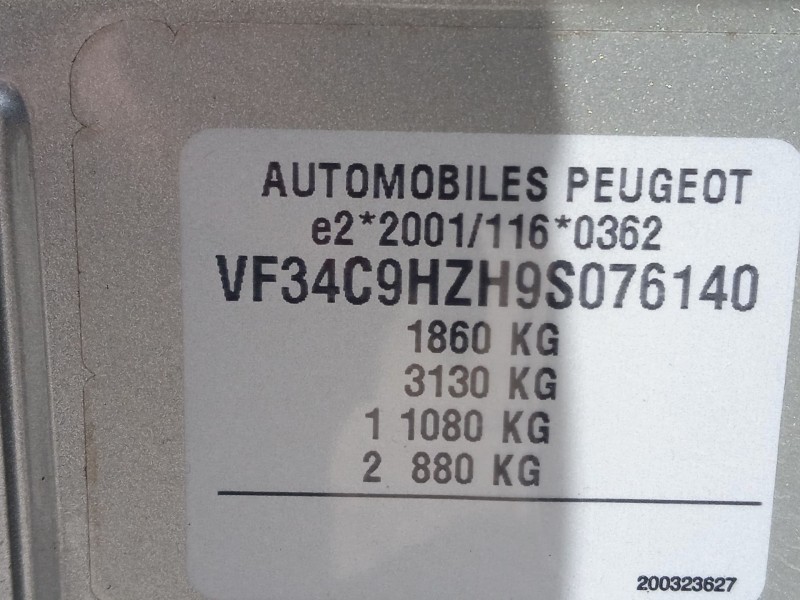 AUTOMOBILES PEUGEOT
e2*2001/116*0362
VF34C9HZH9S076140
1860 KG
3130 KG
1 1080 KG
2 880 KG
200323627